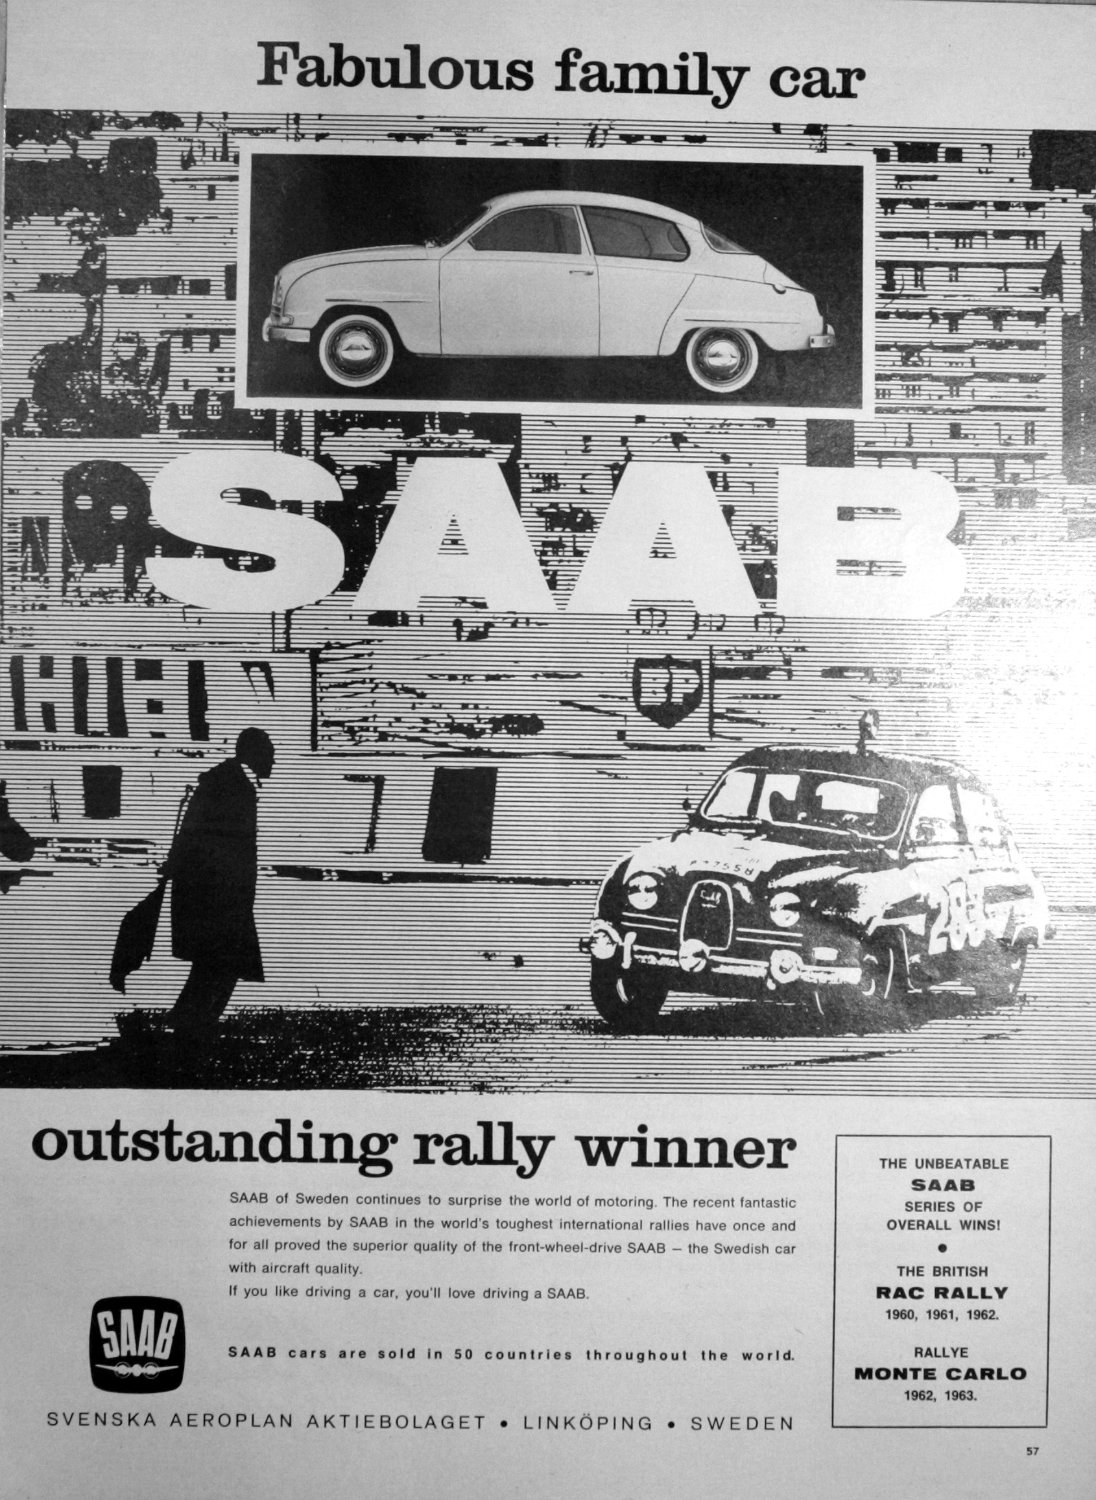 Fabulous family car
SAAB
HTEL
BP
P47558
Gulf
283
outstanding rally winner
SAAB of Sweden continues to surprise the world of motoring. The recent fantastic
achievements by SAAB in the world's toughest international rallies have once and
for all proved the superior quality of the front-wheel-drive SAAB – the Swedish car
with aircraft quality.
If you like driving a car, you'll love driving a SAAB.
SAAB
SAAB cars are sold in 50 countries throughout the world.
SVENSKA AEROPLAN AKTIEBOLAGET • LINKÖPING • SWEDEN
THE UNBEATABLE
SAAB
SERIES OF
OVERALL WINS!
•
THE BRITISH
RAC RALLY
1960, 1961, 1962.
RALLYE
MONTE CARLO
1962, 1963.
57